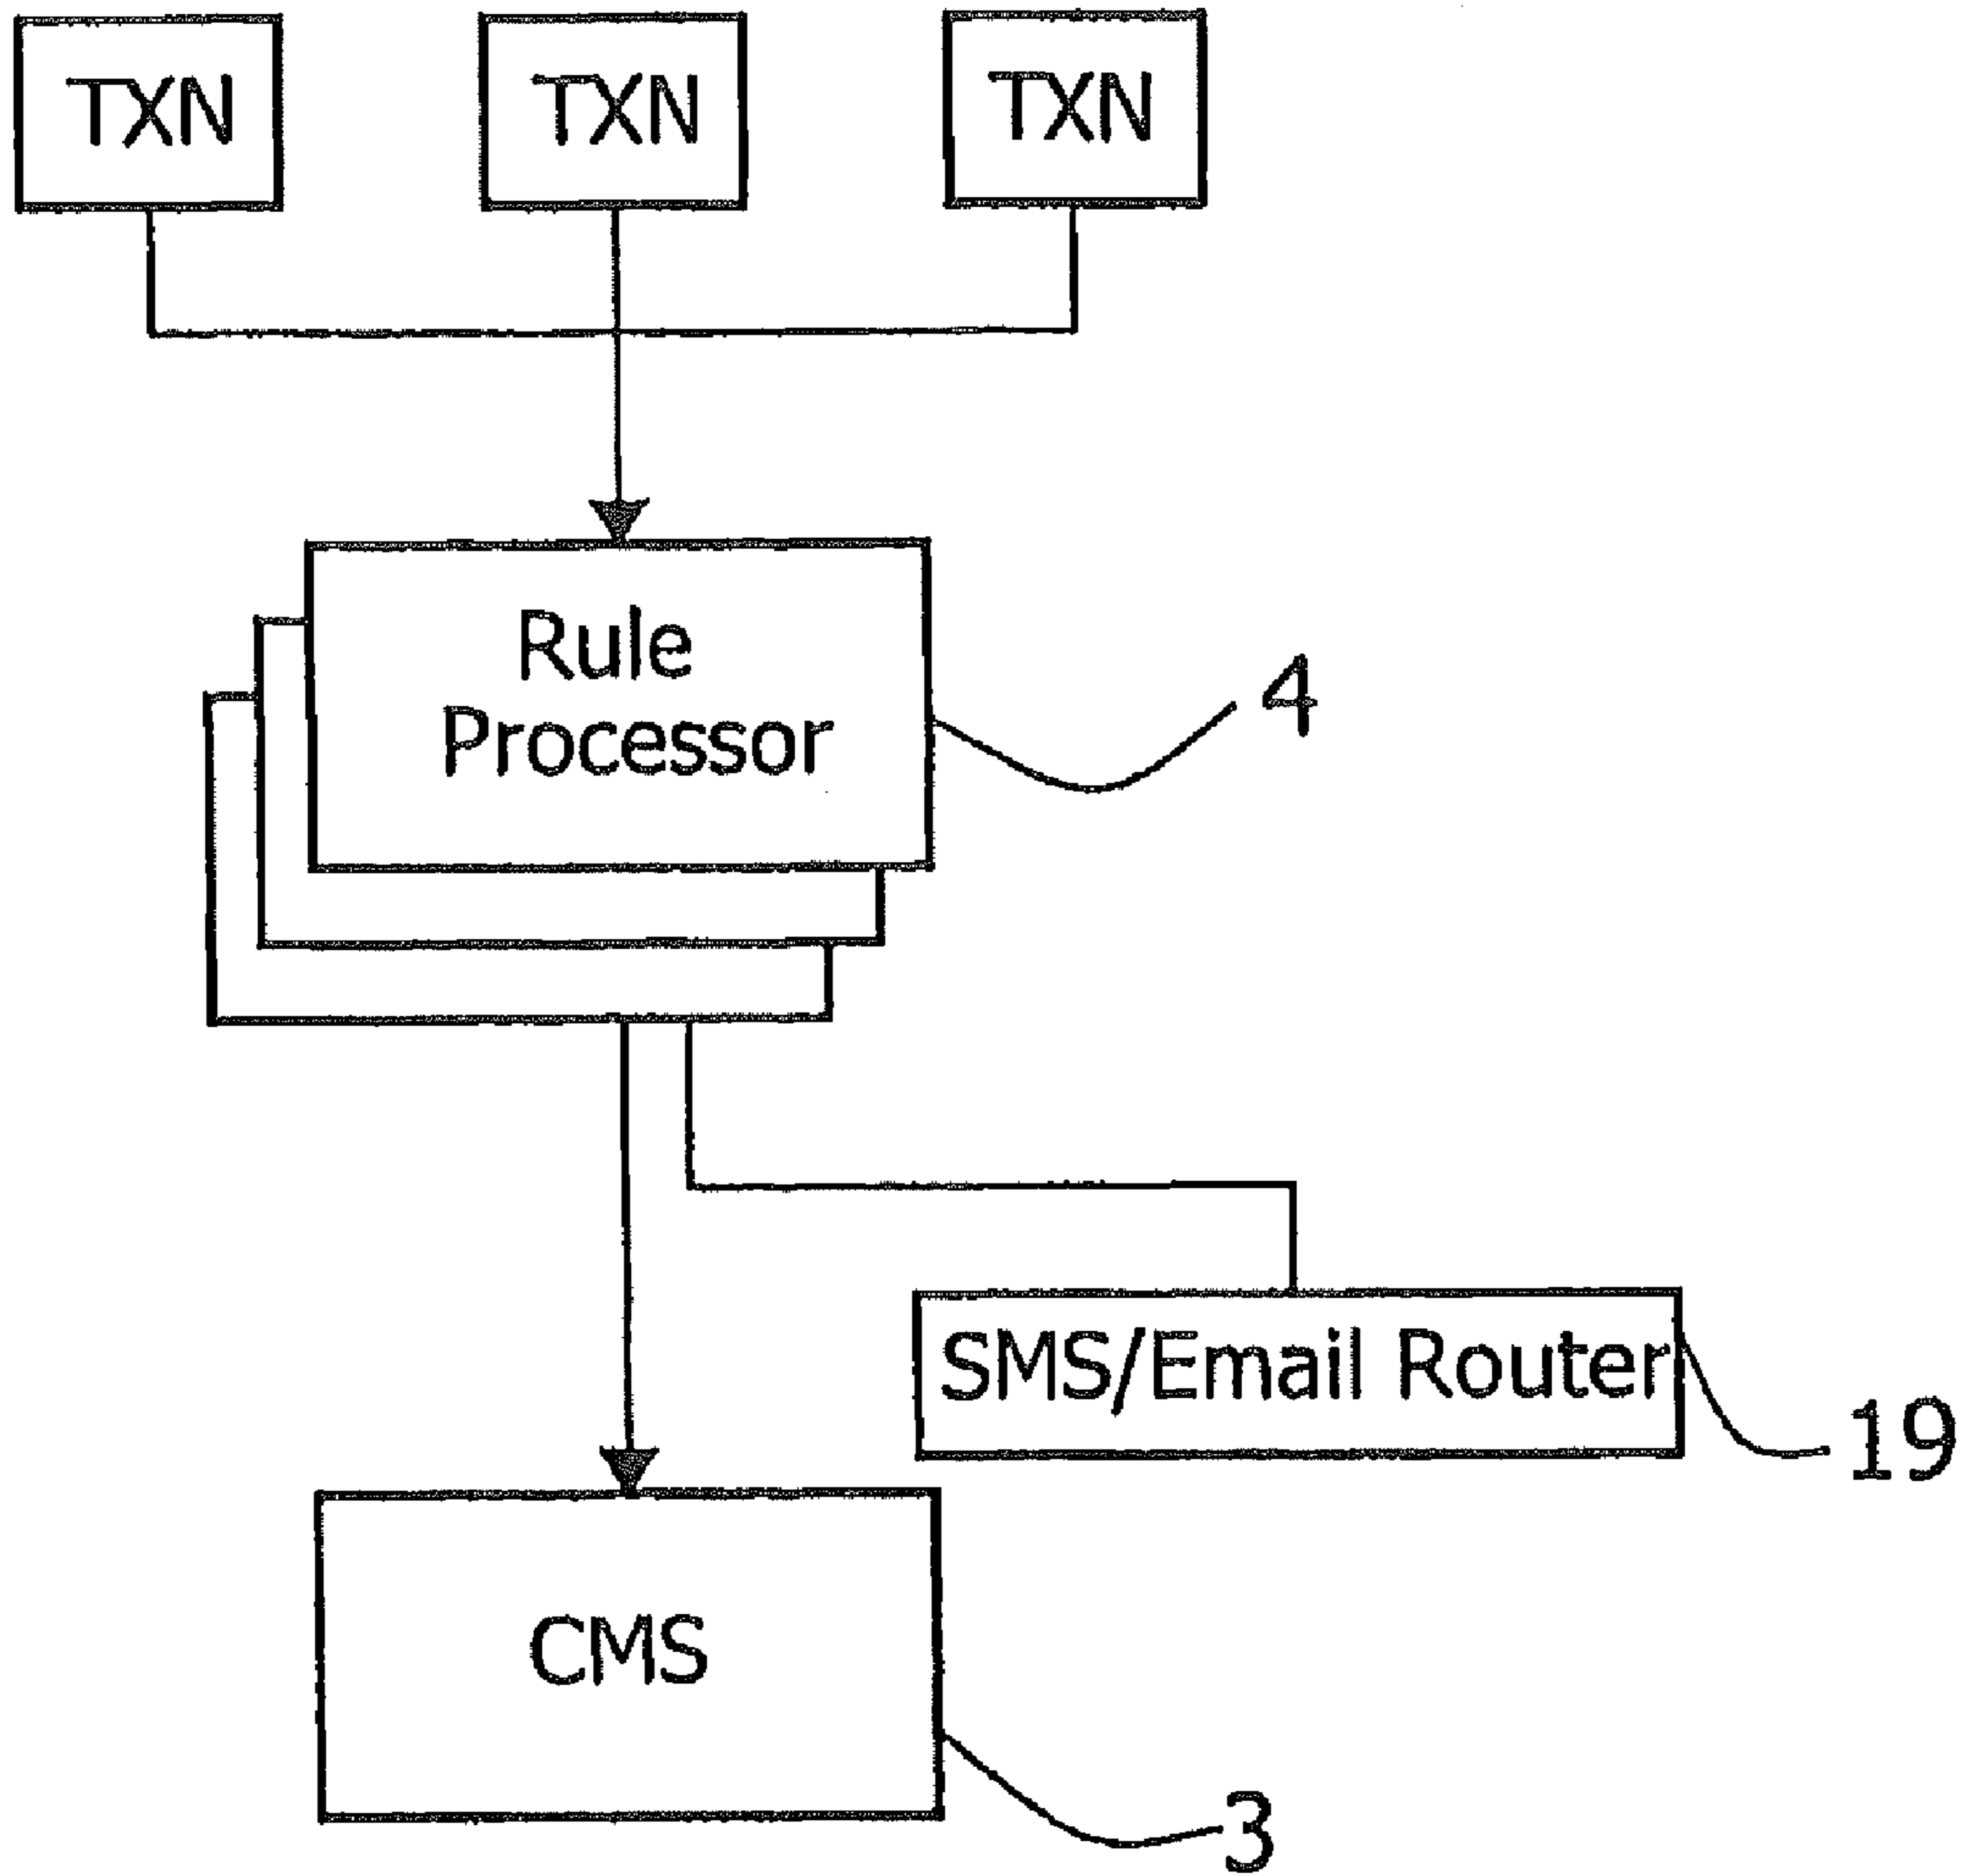 TXN TXN TXN
Rule
Processor
4
SMS/Email Router
19
CMS
3